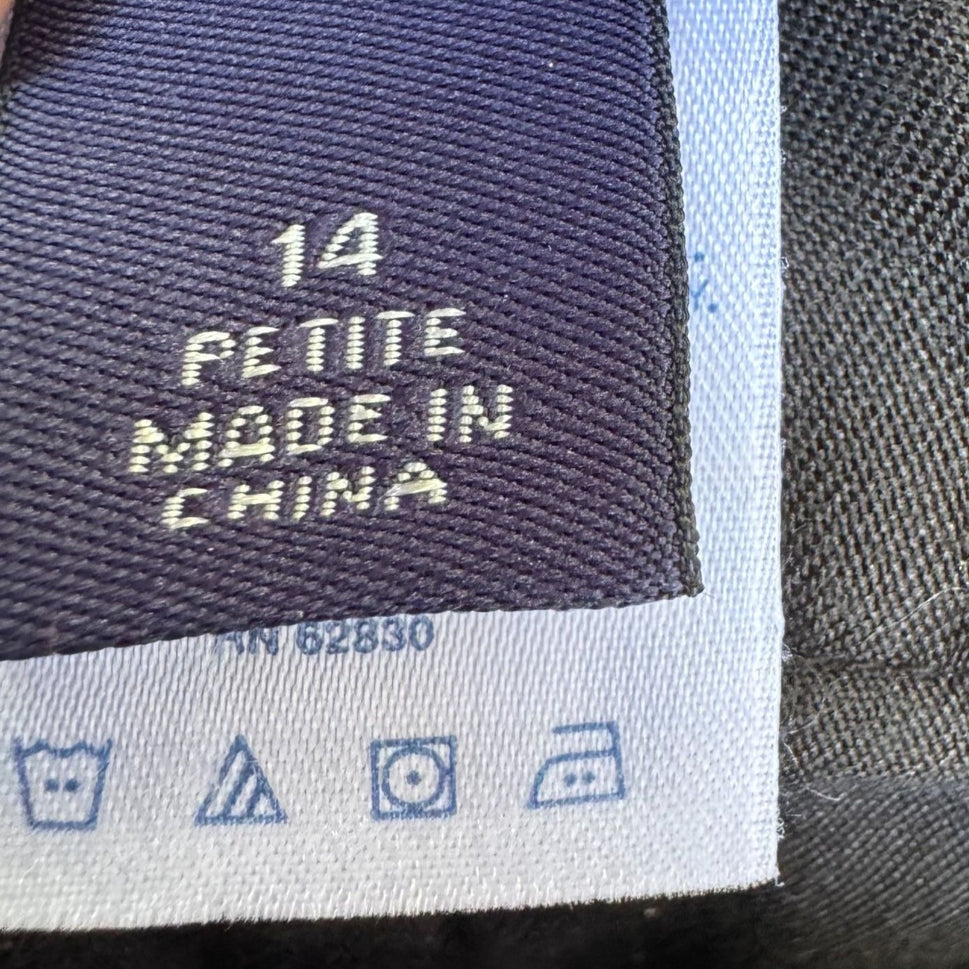 14
PETITE
MADE IN
CHINA
RN 62830